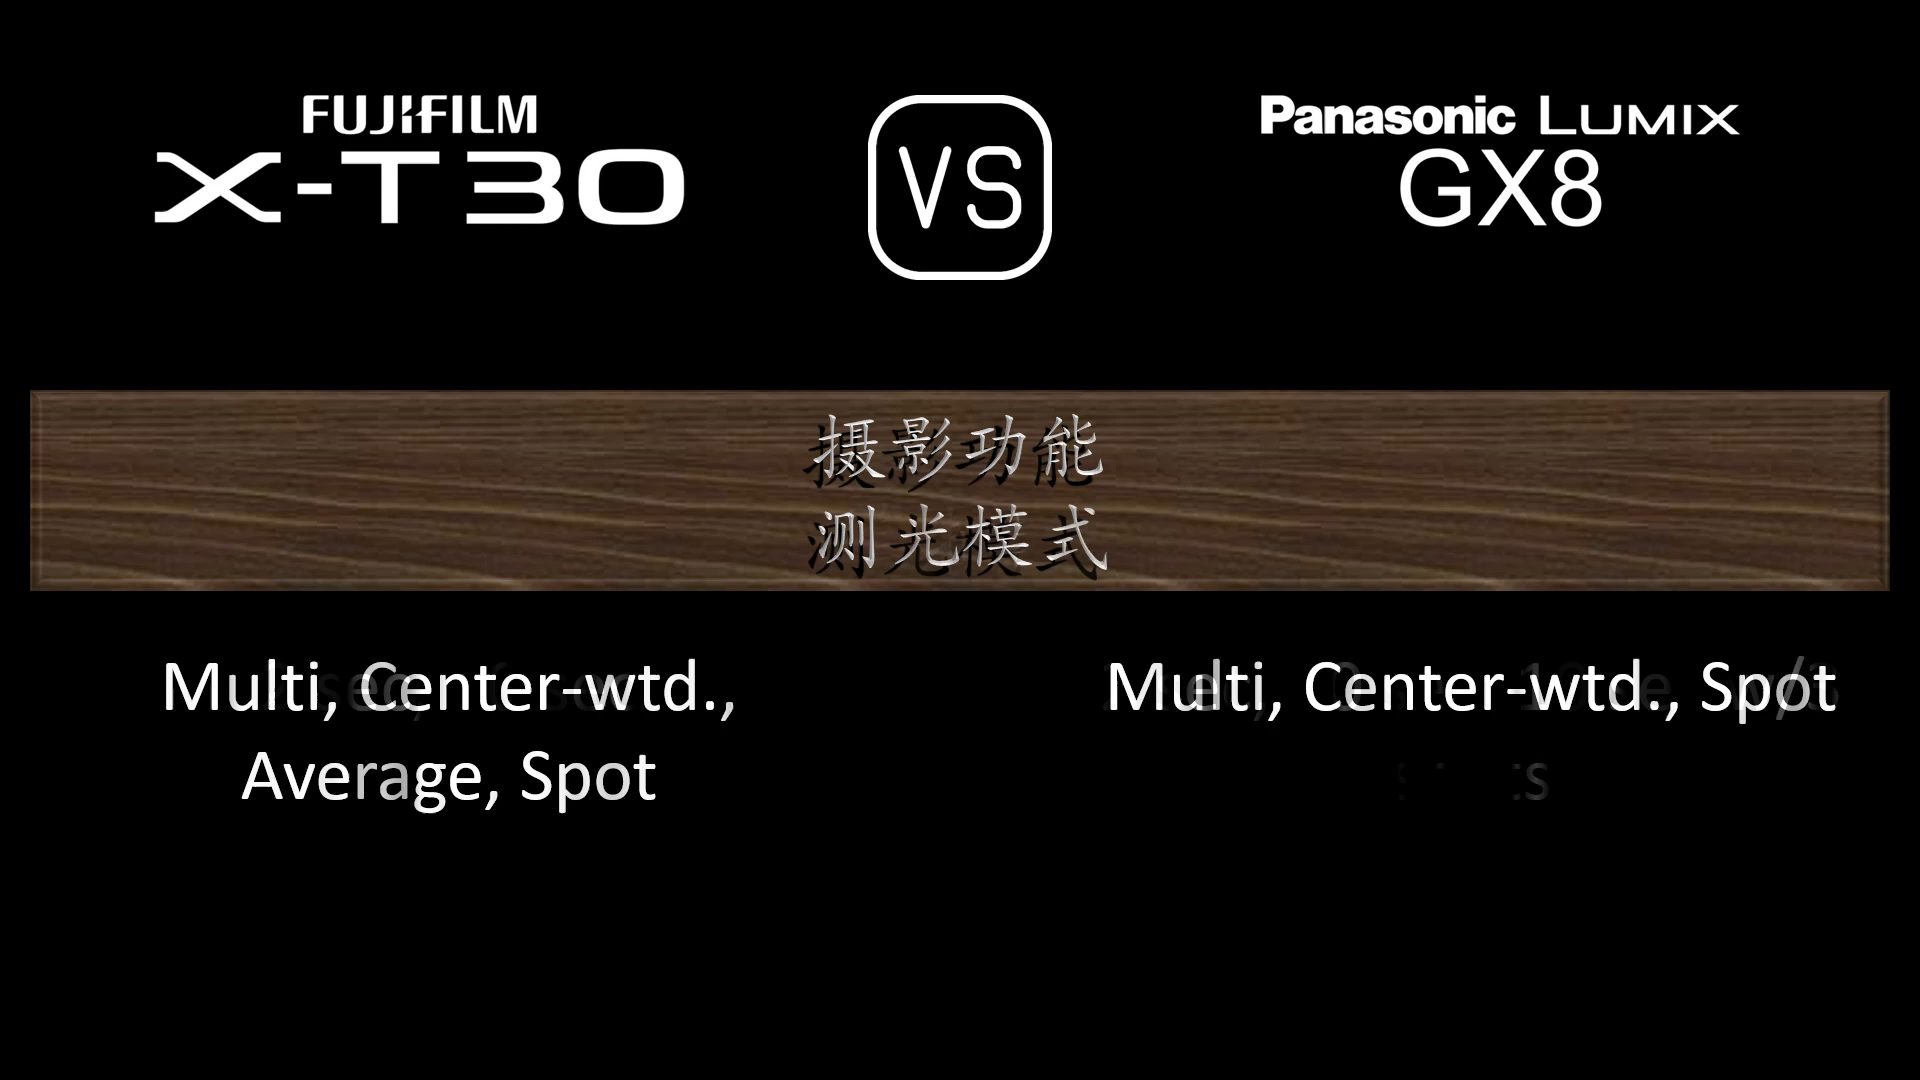 FUJIFILM
X-T30
VS
Panasonic LUMIX
GX8
摄影功能
测光模式
Multi, Center-wtd.,
Average, Spot
Multi, Center-wtd., Spot